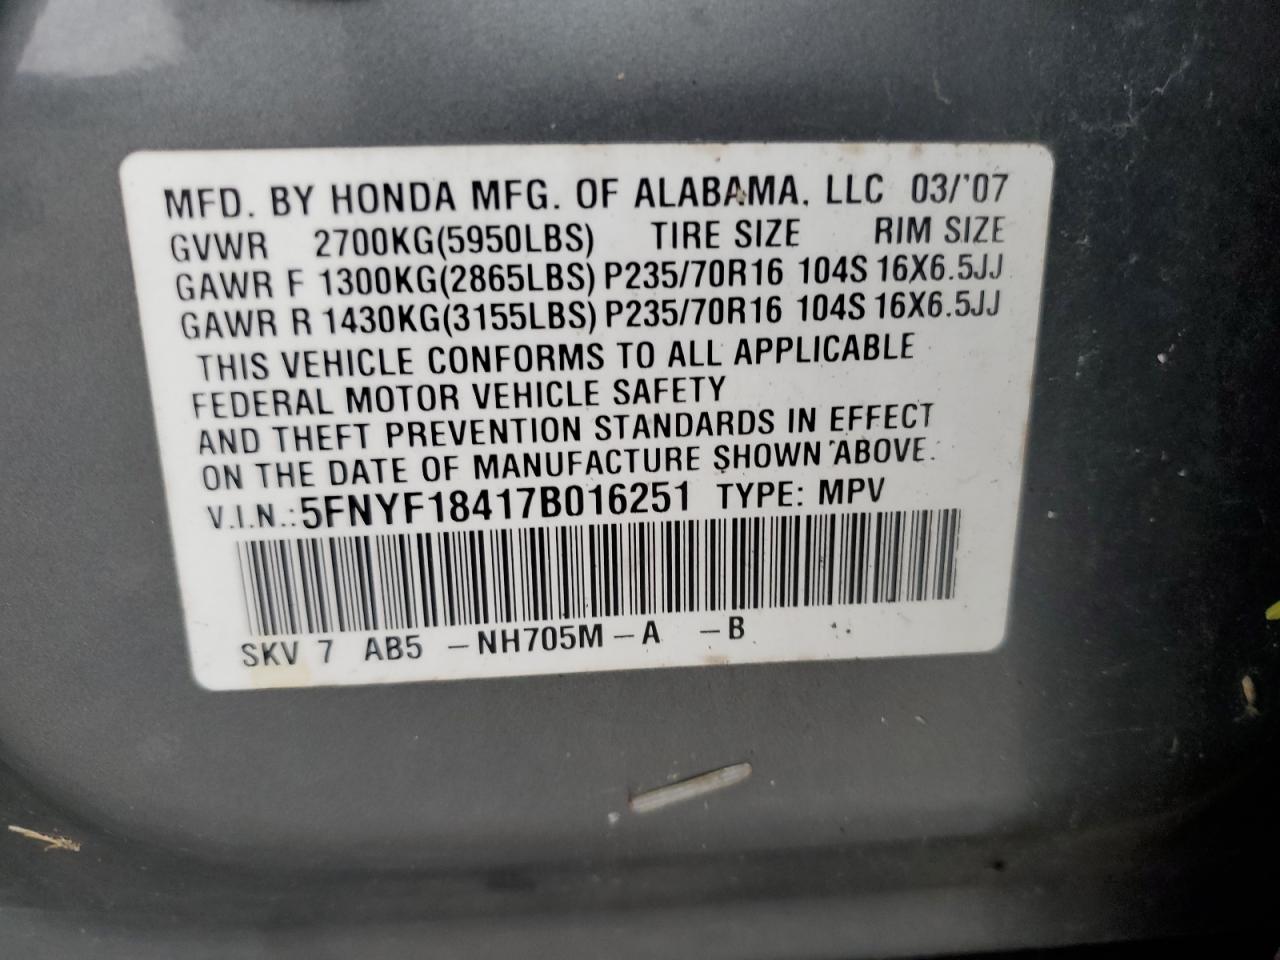 MFD. BY HONDA MFG. OF ALABAMA, LLC 03/'07
GVWR 2700KG(5950LBS) TIRE SIZE RIM SIZE
GAWR F 1300KG(2865LBS) P235/70R16 104S 16X6.5JJ
GAWR R 1430KG(3155LBS) P235/70R16 104S 16X6.5JJ
THIS VEHICLE CONFORMS TO ALL APPLICABLE
FEDERAL MOTOR VEHICLE SAFETY
AND THEFT PREVENTION STANDARDS IN EFFECT
ON THE DATE OF MANUFACTURE SHOWN ABOVE.
V.I.N.: 5FNYF18417B016251 TYPE: MPV
SKV 7 AB5 -NH705M-A -B